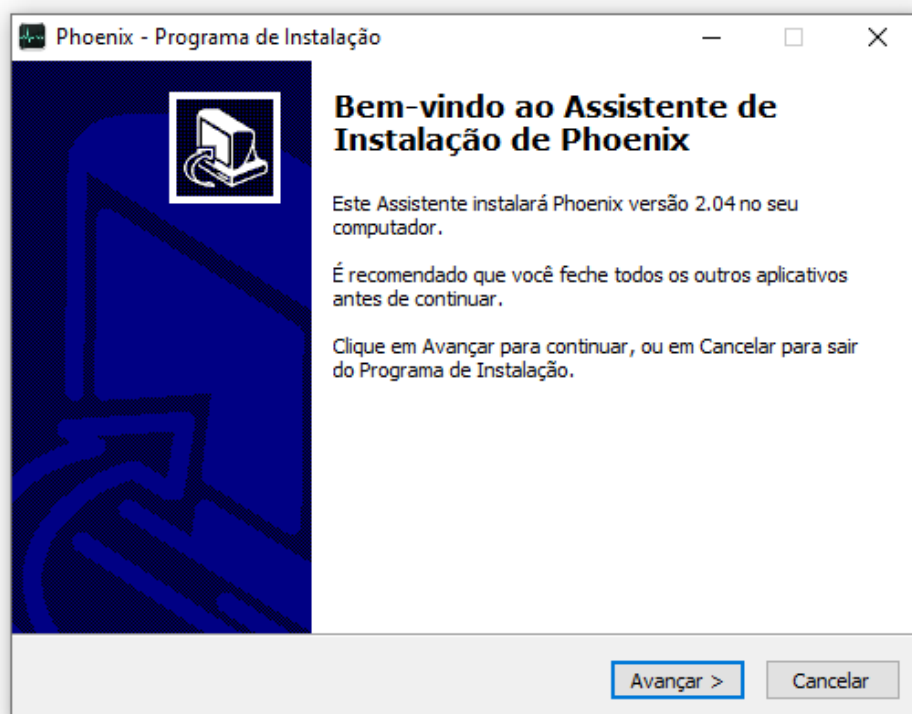 Phoenix - Programa de Instalação
Bem-vindo ao Assistente de
Instalação de Phoenix
Este Assistente instalará Phoenix versão 2.04 no seu
computador.
É recomendado que você feche todos os outros aplicativos
antes de continuar.
Clique em Avançar para continuar, ou em Cancelar para sair
do Programa de Instalação.
Avançar >
Cancelar